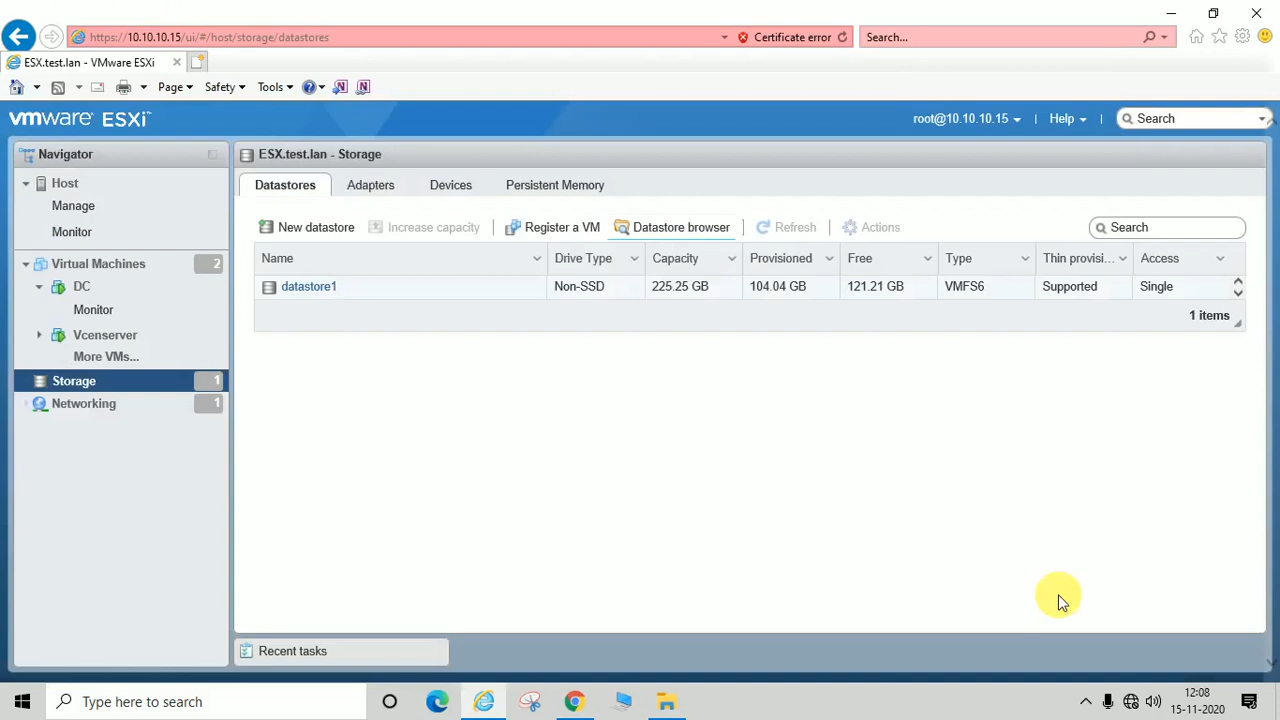 https://10.10.10.15/ui/#/host/storage/datastores
Certificate error
Search...
ESX.test.lan - VMware ESXi
Page
Safety
Tools
vmware ESXi™
root@10.10.10.15
Help
Search
Navigator
Host
Manage
Monitor
Virtual Machines 2
DC
Monitor
Vcenserver
More VMs...
Storage 1
Networking 1
ESX.test.lan - Storage
Datastores Adapters Devices Persistent Memory
New datastore Increase capacity Register a VM Datastore browser Refresh Actions Search
Name Drive Type Capacity Provisioned Free Type Thin provisi... Access
datastore1 Non-SSD 225.25 GB 104.04 GB 121.21 GB VMFS6 Supported Single
1 items
Recent tasks
Type here to search
12:08
15-11-2020